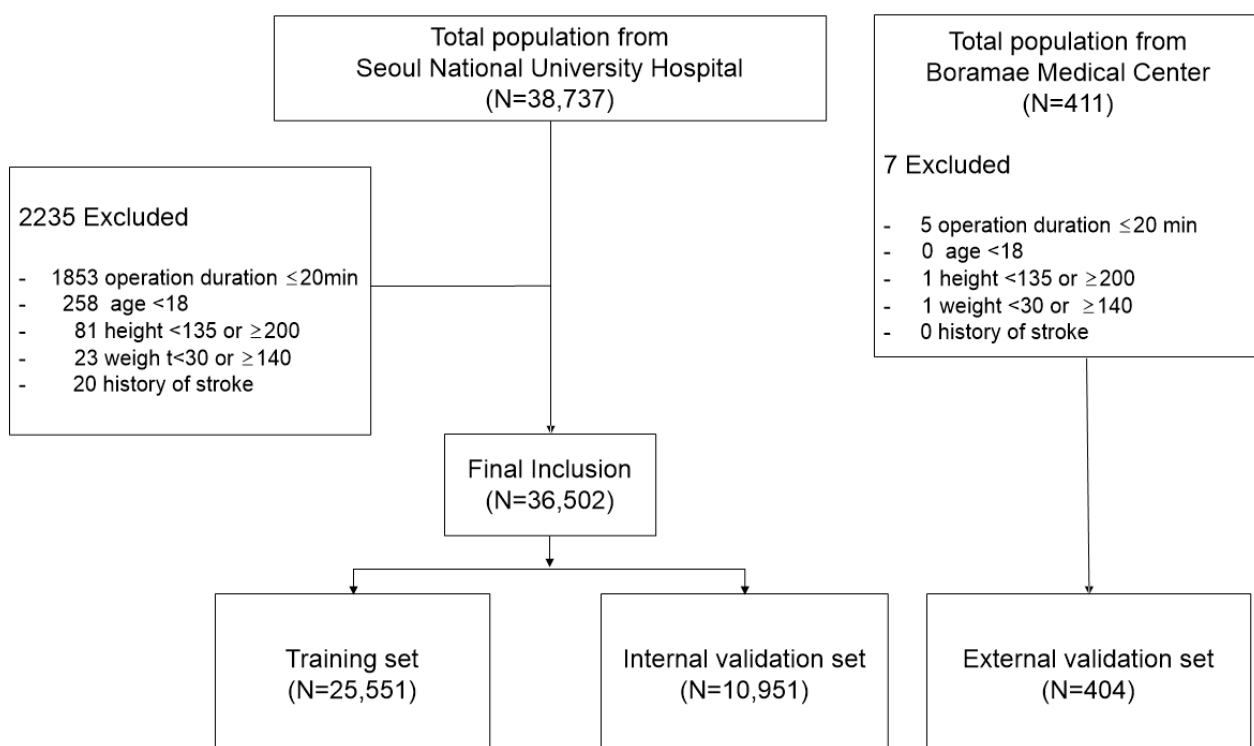 Total population from
Seoul National University Hospital
(N=38,737)
Total population from
Boramae Medical Center
(N=411)
7 Excluded
- 5 operation duration ≤20 min
- 0 age <18
- 1 height <135 or ≥200
- 1 weight <30 or ≥140
- 0 history of stroke
2235 Excluded
- 1853 operation duration ≤20min
- 258 age <18
- 81 height <135 or ≥200
- 23 weigh t<30 or ≥140
- 20 history of stroke
Final Inclusion
(N=36,502)
Training set
(N=25,551)
Internal validation set
(N=10,951)
External validation set
(N=404)